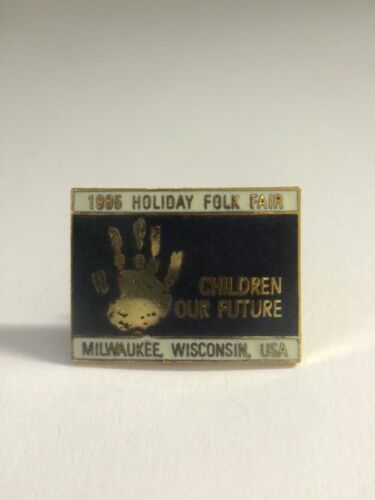 1995 HOLIDAY FOLK FAIR
CHILDREN
OUR FUTURE
MILWAUKEE, WISCONSIN, USA